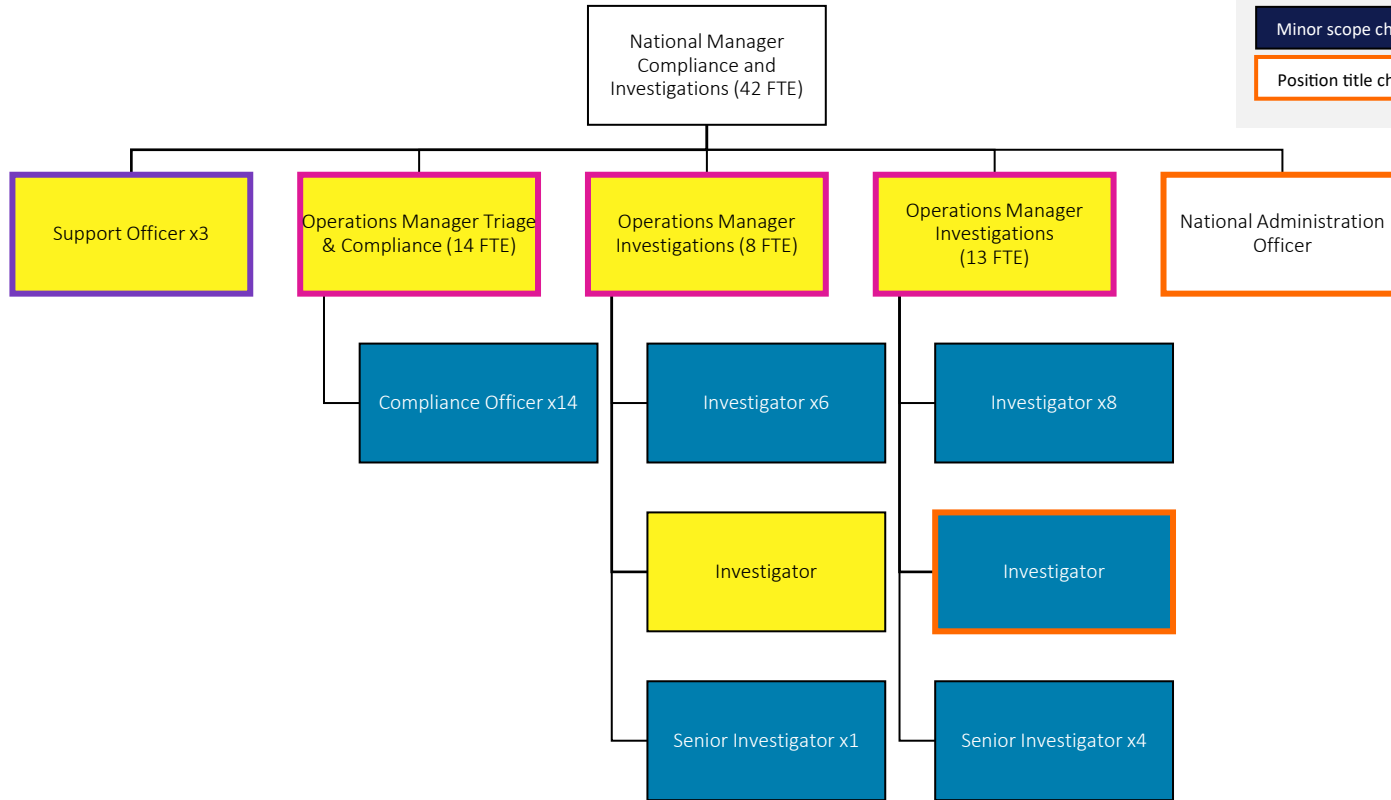 Minor scope ch
Position title ch
National Manager
Compliance and
Investigations (42 FTE)
Support Officer x3
Operations Manager Triage
& Compliance (14 FTE)
Operations Manager
Investigations (8 FTE)
Operations Manager
Investigations
(13 FTE)
National Administration
Officer
Compliance Officer x14
Investigator x6
Investigator x8
Investigator
Investigator
Senior Investigator x1
Senior Investigator x4